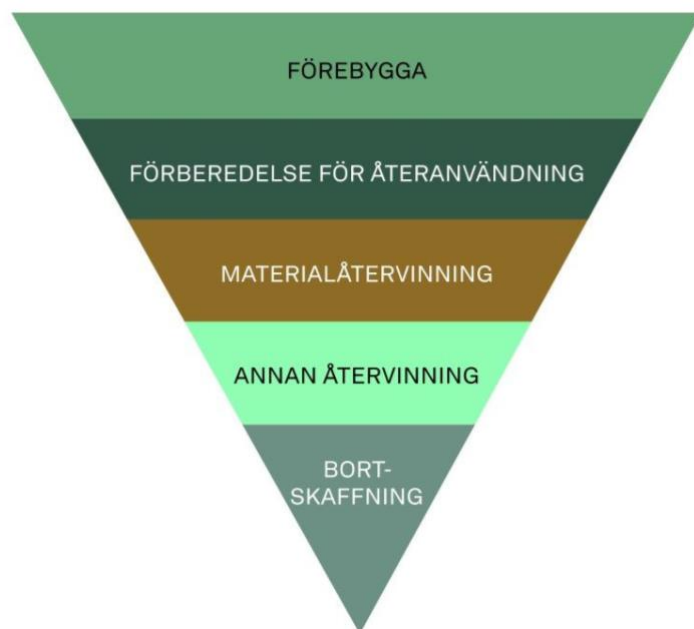 FÖREBYGGA
FÖRBEREDELSE FÖR ÅTERANVÄNDNING
MATERIALÅTERVINNING
ANNAN ÅTERVINNING
BORT-
SKAFFNING